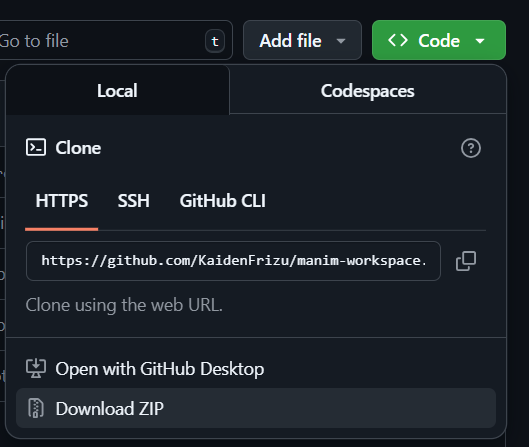 Go to file
t
Add file
Code
Local
Codespaces
Clone
HTTPS
SSH
GitHub CLI
https://github.com/KaidenFrizu/manim-workspace.
Clone using the web URL.
Open with GitHub Desktop
Download ZIP